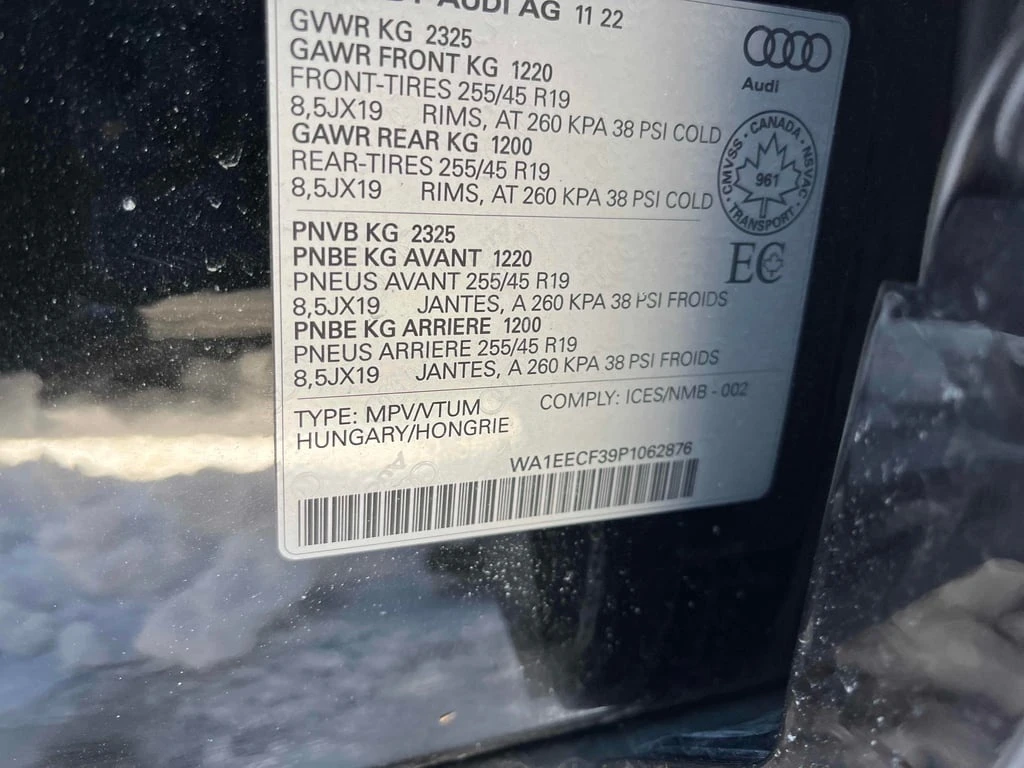 AUDI AG 11 22
GVWR KG 2325
GAWR FRONT KG 1220
FRONT-TIRES 255/45 R19
8,5JX19 RIMS, AT 260 KPA 38 PSI COLD
GAWR REAR KG 1200
REAR-TIRES 255/45 R19
8,5JX19 RIMS, AT 260 KPA 38 PSI COLD
Audi
CMVSS · CANADA · NSVAC · TRANSPORT ·
961
EC
PNVB KG 2325
PNBE KG AVANT 1220
PNEUS AVANT 255/45 R19
8,5JX19 JANTES, A 260 KPA 38 PSI FROIDS
PNBE KG ARRIERE 1200
PNEUS ARRIERE 255/45 R19
8,5JX19 JANTES, A 260 KPA 38 PSI FROIDS
TYPE: MPV/VTUM COMPLY: ICES/NMB - 002
HUNGARY/HONGRIE
WA1EECF39P1062876